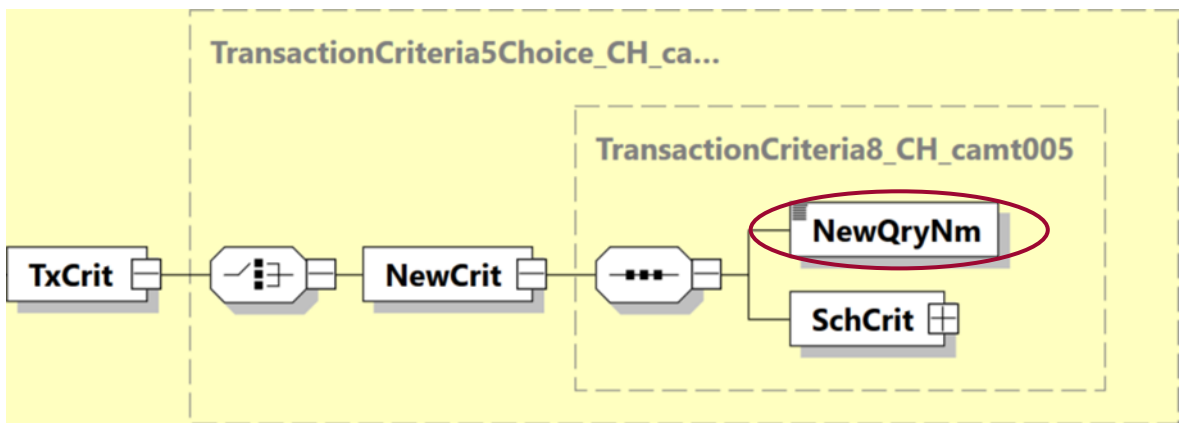 TransactionCriteria5Choice_CH_ca...
TransactionCriteria8_CH_camt005
NewQryNm
TxCrit
NewCrit
SchCrit